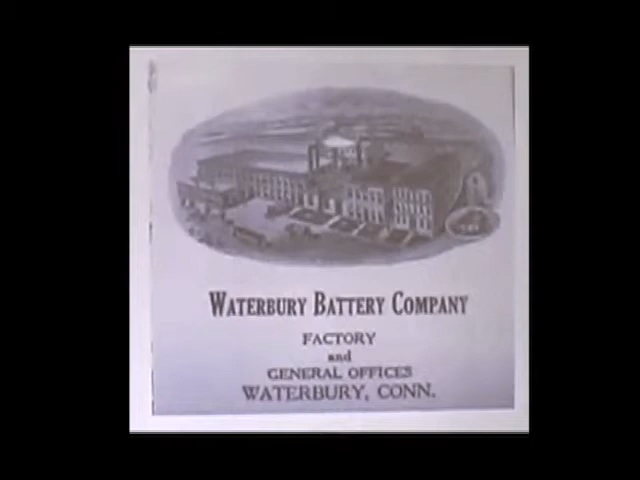 WATERBURY BATTERY COMPANY
FACTORY
and
GENERAL OFFICES
WATERBURY, CONN.